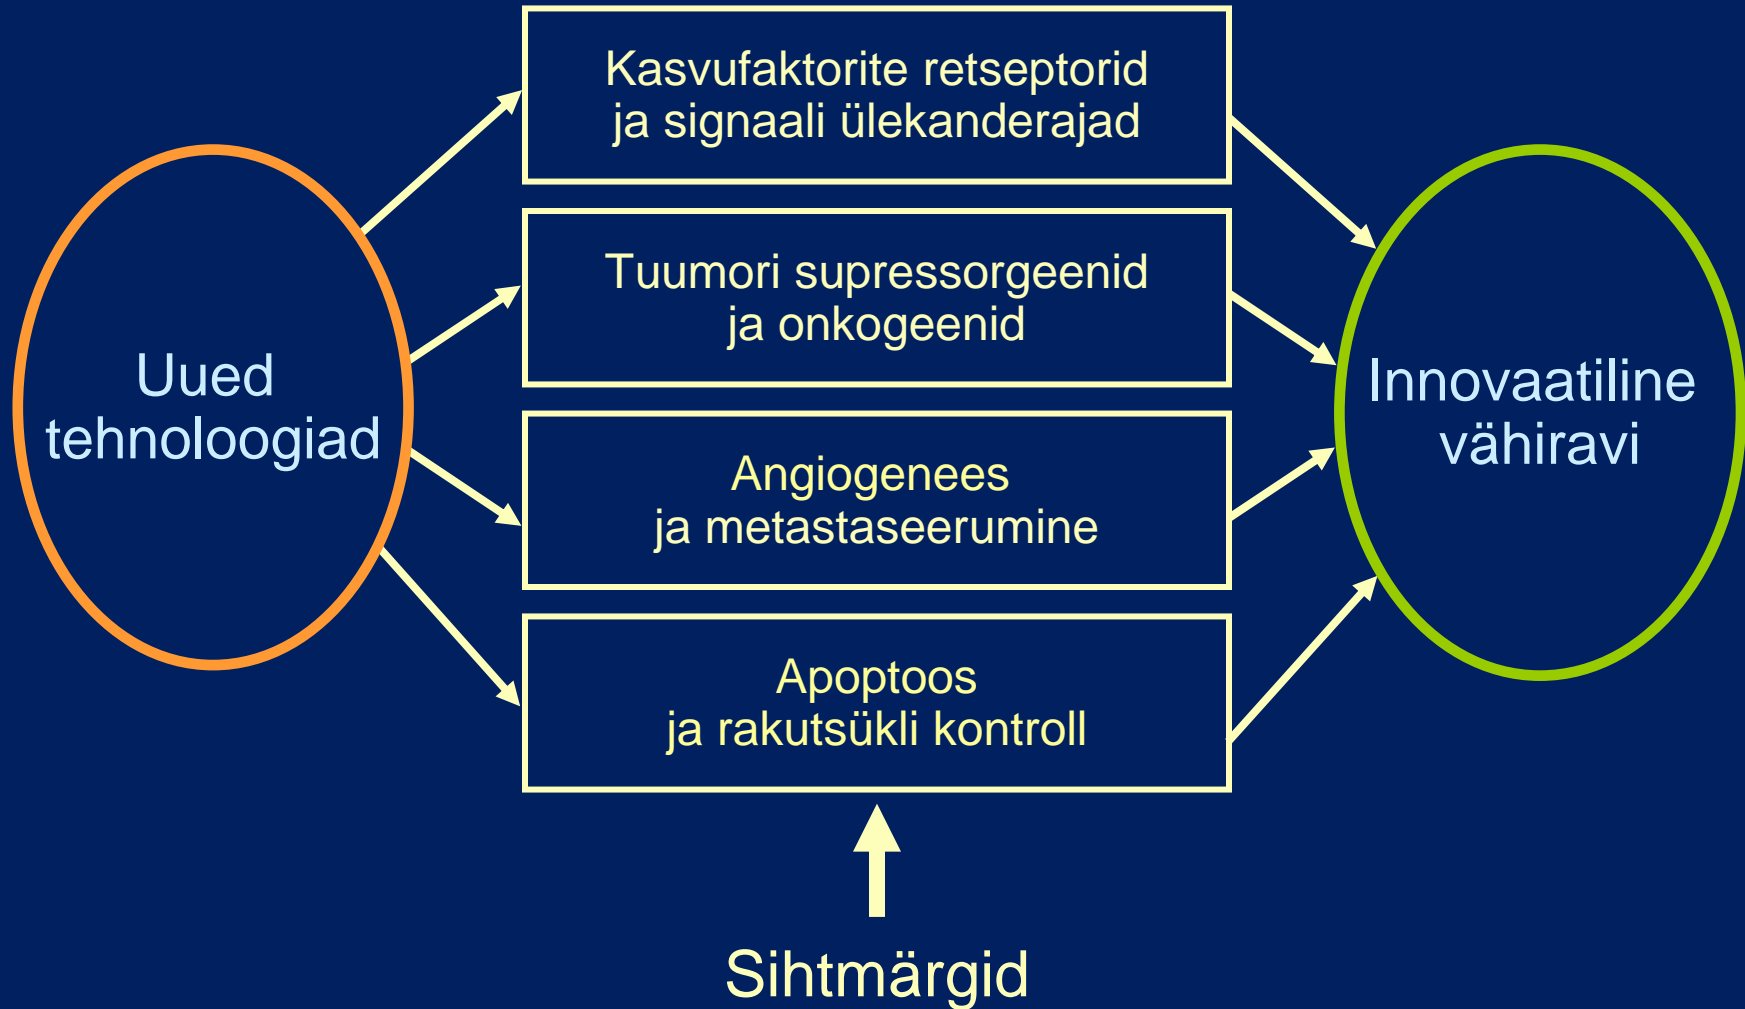 Kasvufaktorite retseptorid
ja signaali ülekanderajad
Tuumori supressorgeenid
ja onkogeenid
Uued
tehnoloogiad
Innovaatiline
vähiravi
Angiogenees
ja metastaseerumine
Apoptoos
ja rakutsükli kontroll
Sihtmärgid